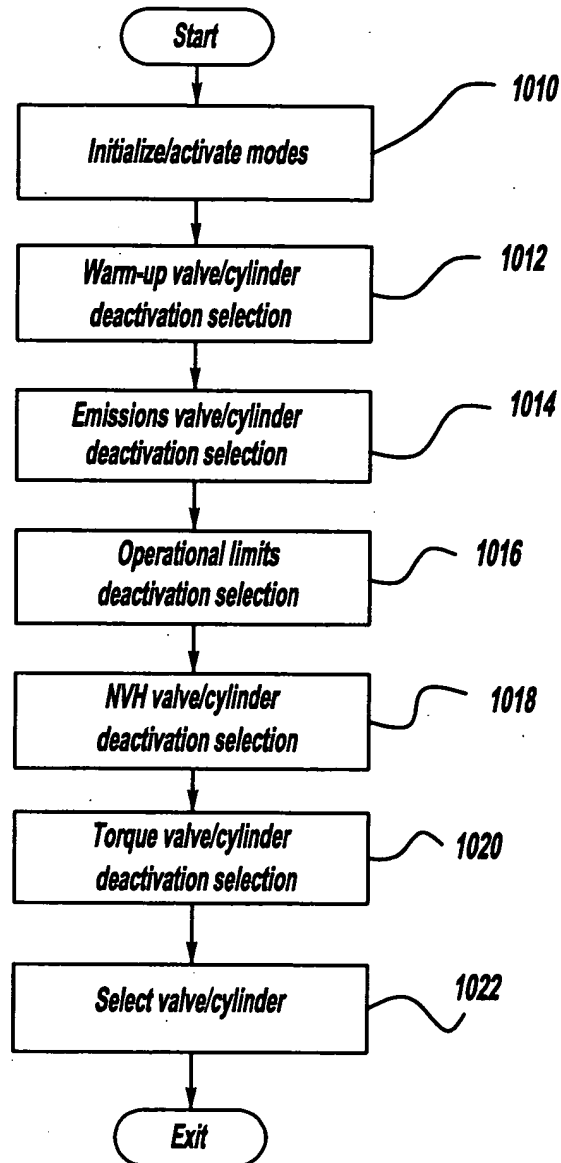 Start
1010
Initialize/activate modes
1012
Warm-up valve/cylinder
deactivation selection
1014
Emissions valve/cylinder
deactivation selection
1016
Operational limits
deactivation selection
1018
NVH valve/cylinder
deactivation selection
1020
Torque valve/cylinder
deactivation selection
1022
Select valve/cylinder
Exit